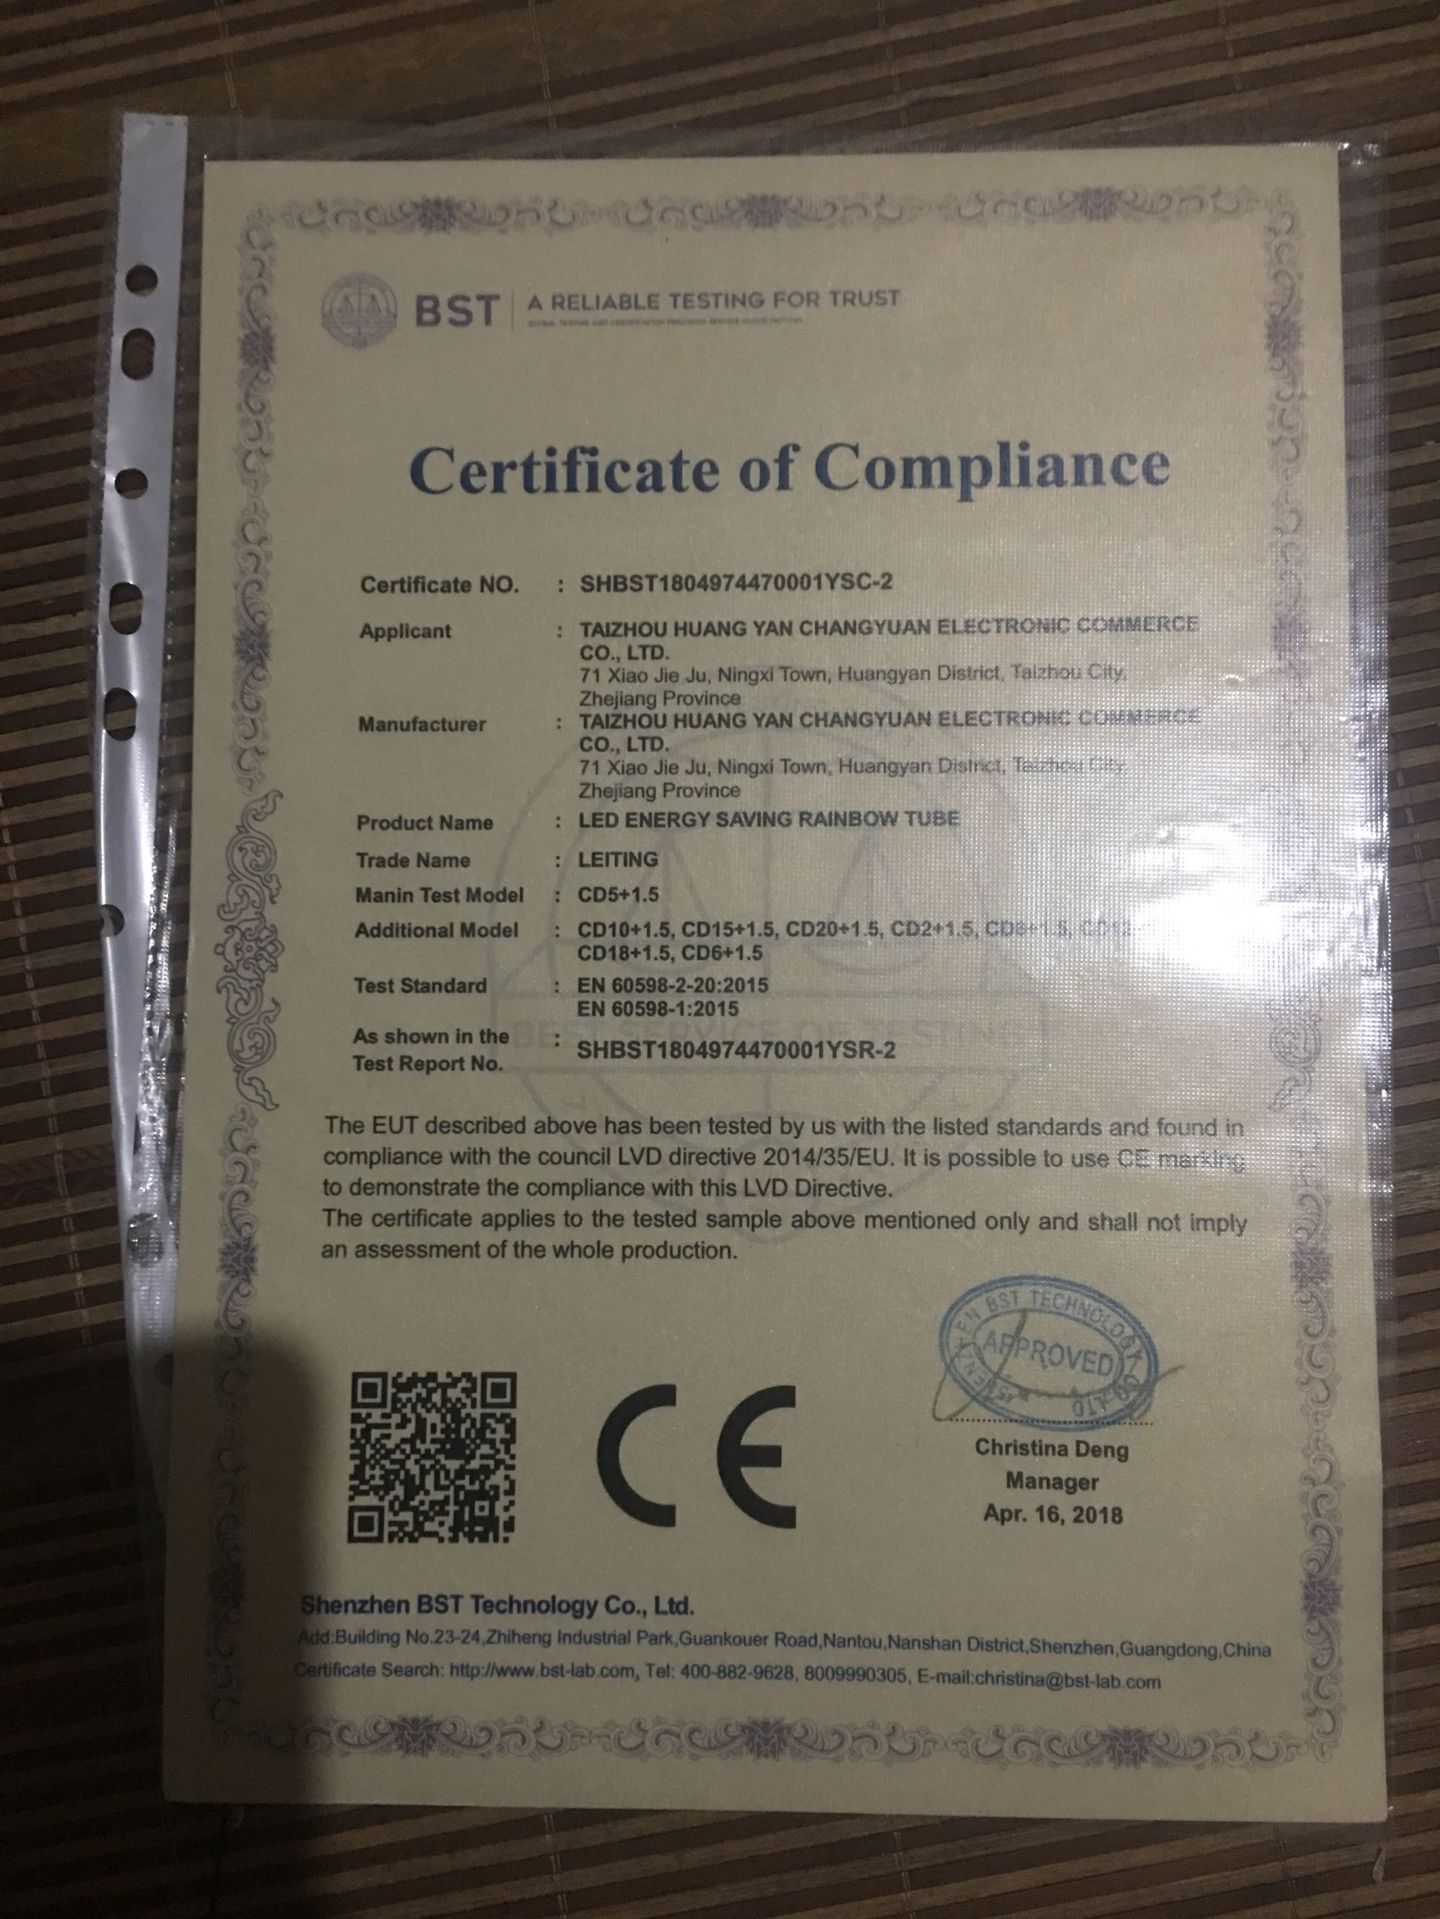 BST A RELIABLE TESTING FOR TRUST
Certificate of Compliance
Certificate NO. : SHBST1804974470001YSC-2
Applicant : TAIZHOU HUANG YAN CHANGYUAN ELECTRONIC COMMERCE
CO., LTD.
71 Xiao Jie Ju, Ningxi Town, Huangyan District, Taizhou City,
Zhejiang Province
Manufacturer : TAIZHOU HUANG YAN CHANGYUAN ELECTRONIC COMMERCE
CO., LTD.
71 Xiao Jie Ju, Ningxi Town, Huangyan District, Taizhou City,
Zhejiang Province
Product Name : LED ENERGY SAVING RAINBOW TUBE
Trade Name : LEITING
Manin Test Model : CD5+1.5
Additional Model : CD10+1.5, CD15+1.5, CD20+1.5, CD2+1.5, CD8+1.5, CD12
CD18+1.5, CD6+1.5
Test Standard : EN 60598-2-20:2015
EN 60598-1:2015
As shown in the
Test Report No. : SHBST1804974470001YSR-2
The EUT described above has been tested by us with the listed standards and found in
compliance with the council LVD directive 2014/35/EU. It is possible to use CE marking
to demonstrate the compliance with this LVD Directive.
The certificate applies to the tested sample above mentioned only and shall not imply
an assessment of the whole production.
CE
SHENZHEN BST TECHNOLOGY CO.,LTD
APPROVED
Christina Deng
Manager
Apr. 16, 2018
Shenzhen BST Technology Co., Ltd.
Add:Building No.23-24,Zhiheng Industrial Park,Guankouer Road,Nantou,Nanshan District,Shenzhen,Guangdong,China
Certificate Search: http://www.bst-lab.com, Tel: 400-882-9628, 8009990305, E-mail:christina@bst-lab.com